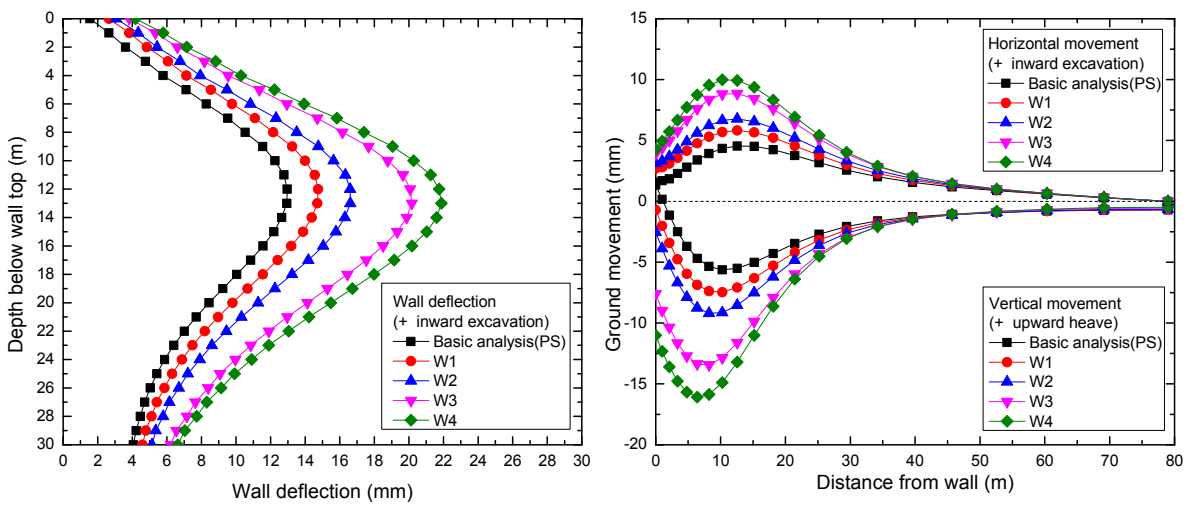 0
2
4
6
8
10
12
14
16
18
20
22
24
26
28
30
Depth below wall top (m)
0 2 4 6 8 10 12 14 16 18 20 22 24 26 28 30
Wall deflection (mm)
Wall deflection
(+ inward excavation)
Basic analysis(PS)
W1
W2
W3
W4
15
10
5
0
-5
-10
-15
-20
Ground movement (mm)
0 10 20 30 40 50 60 70 80
Distance from wall (m)
Horizontal movement
(+ inward excavation)
Basic analysis(PS)
W1
W2
W3
W4
Vertical movement
(+ upward heave)
Basic analysis(PS)
W1
W2
W3
W4